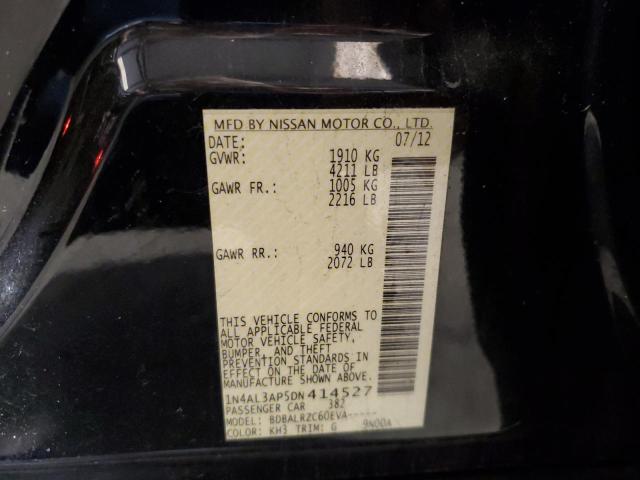 MFD BY NISSAN MOTOR CO., LTD.
DATE: 07/12
GVWR: 1910 KG
4211 LB
GAWR FR.: 1005 KG
2216 LB
GAWR RR.: 940 KG
2072 LB
THIS VEHICLE CONFORMS TO
ALL APPLICABLE FEDERAL
MOTOR VEHICLE SAFETY,
BUMPER, AND THEFT
PREVENTION STANDARDS IN
EFFECT ON THE DATE OF
MANUFACTURE SHOWN ABOVE.
1N4AL3AP5DN414527
PASSENGER CAR 382
MODEL: BDBALRZC60EVA-----
COLOR: KH3 TRIM: G 9N00A